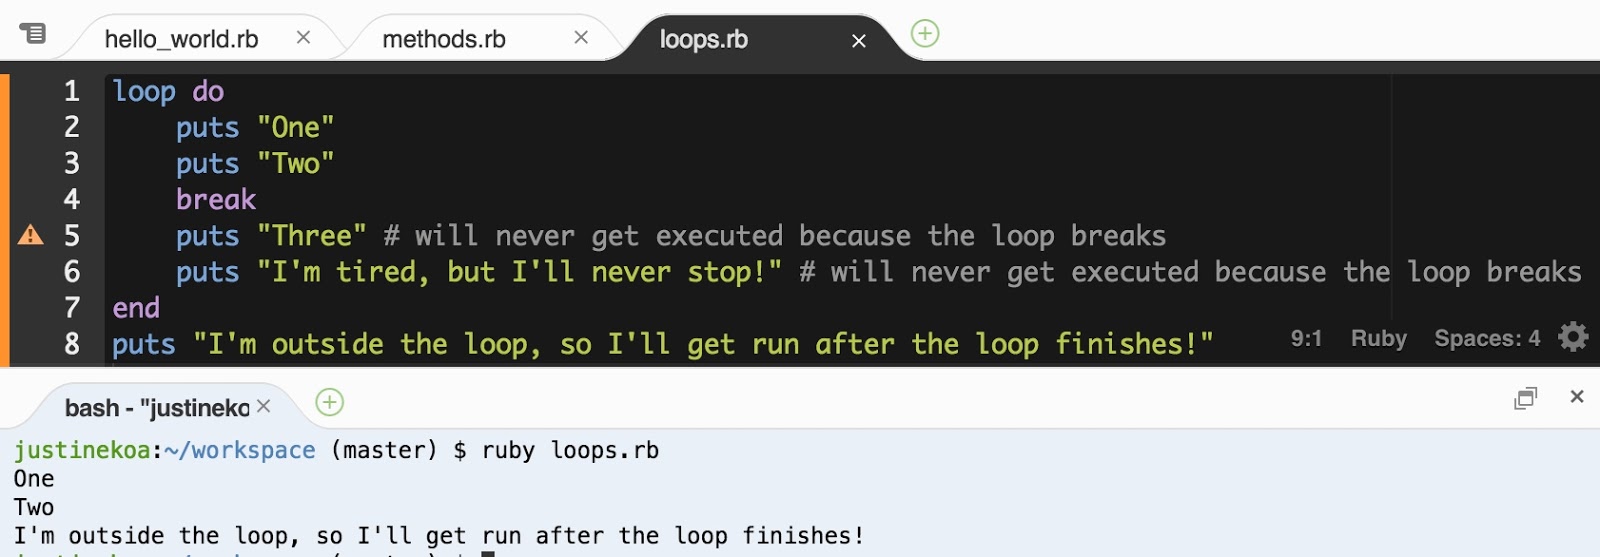 hello_world.rb
methods.rb
loops.rb
1 loop do
2 puts "One"
3 puts "Two"
4 break
5 puts "Three" # will never get executed because the loop breaks
6 puts "I'm tired, but I'll never stop!" # will never get executed because the loop breaks
7 end
8 puts "I'm outside the loop, so I'll get run after the loop finishes!"
9:1 Ruby Spaces: 4
bash - "justineko
justinekoa:~/workspace (master) $ ruby loops.rb
One
Two
I'm outside the loop, so I'll get run after the loop finishes!